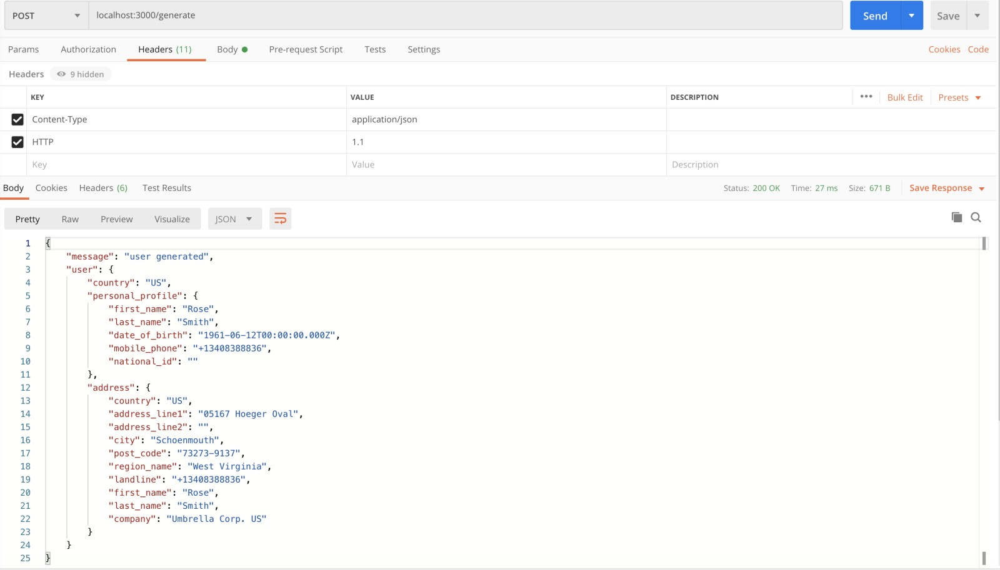 POST localhost:3000/generate Send Save
Params Authorization Headers (11) Body Pre-request Script Tests Settings Cookies Code
Headers 9 hidden
KEY VALUE DESCRIPTION ••• Bulk Edit Presets
Content-Type application/json
HTTP 1.1
Key Value Description
Body Cookies Headers (6) Test Results Status: 200 OK Time: 27 ms Size: 671 B Save Response
Pretty Raw Preview Visualize JSON
1 {
2 "message": "user generated",
3 "user": {
4 "country": "US",
5 "personal_profile": {
6 "first_name": "Rose",
7 "last_name": "Smith",
8 "date_of_birth": "1961-06-12T00:00:00.000Z",
9 "mobile_phone": "+13408388836",
10 "national_id": ""
11 },
12 "address": {
13 "country": "US",
14 "address_line1": "05167 Hoeger Oval",
15 "address_line2": "",
16 "city": "Schoenmouth",
17 "post_code": "73273-9137",
18 "region_name": "West Virginia",
19 "landline": "+13408388836",
20 "first_name": "Rose",
21 "last_name": "Smith",
22 "company": "Umbrella Corp. US"
23 }
24 }
25 }